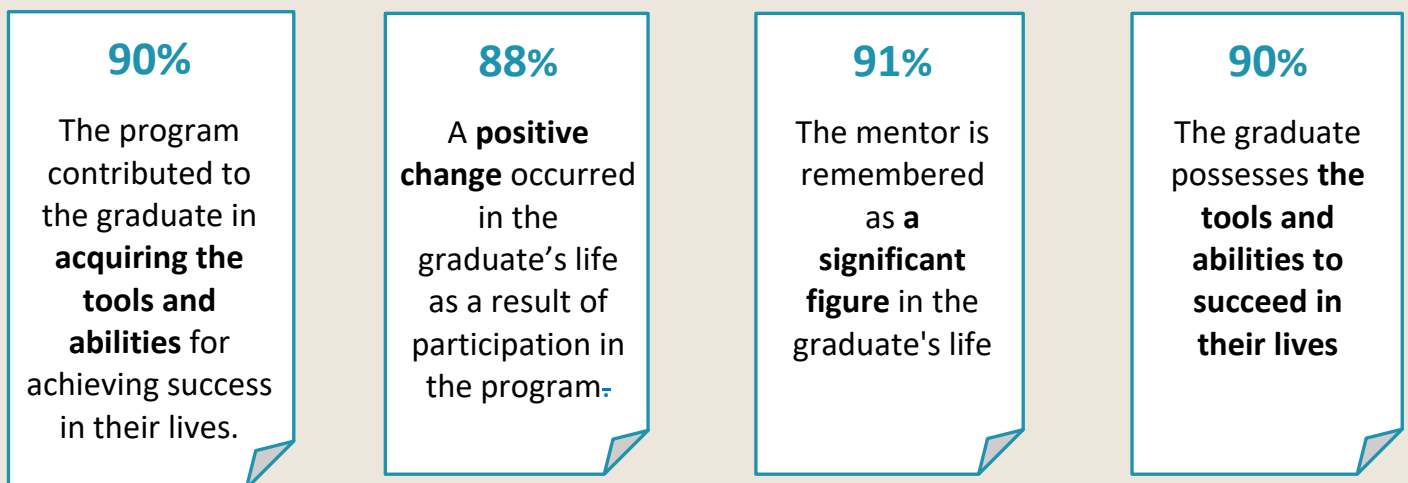 90%
The program
contributed to
the graduate in
acquiring the
tools and
abilities for
achieving success
in their lives.
88%
A positive
change occurred
in the
graduate’s life
as a result of
participation in
the program.
91%
The mentor is
remembered
as a
significant
figure in the
graduate's life
90%
The graduate
possesses the
tools and
abilities to
succeed in
their lives